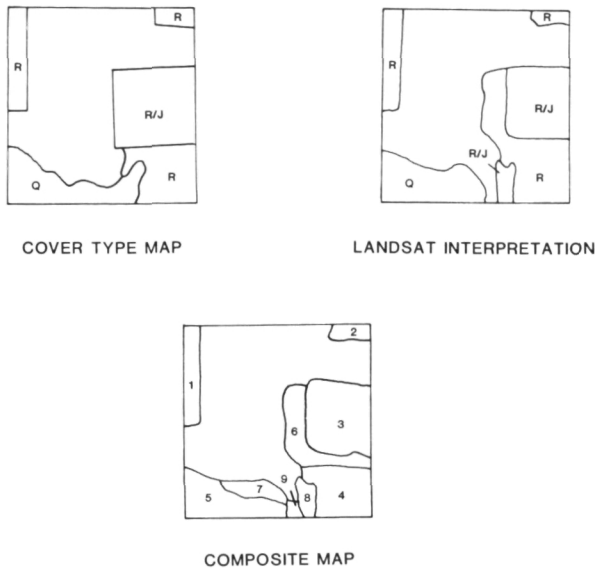 R
R
R/J
Q
R
COVER TYPE MAP
R
R
R/J
R/J
Q
R
LANDSAT INTERPRETATION
2
1
3
6
9
5
7
8
4
COMPOSITE MAP